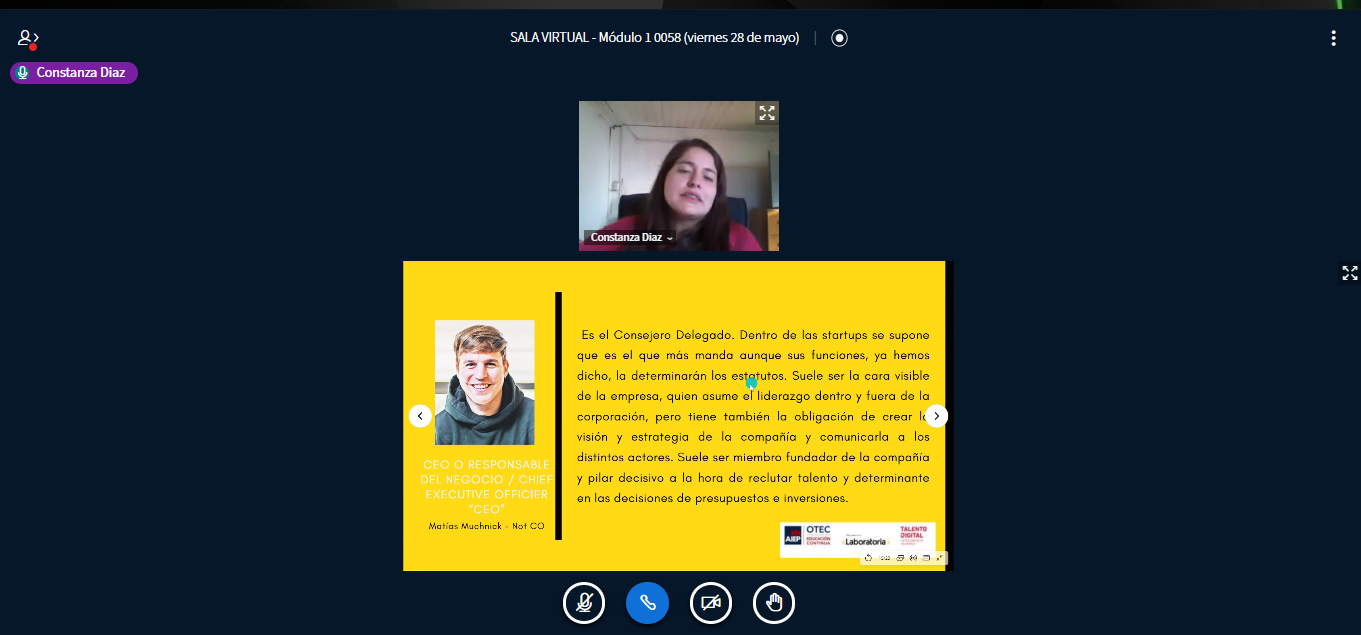 SALA VIRTUAL - Módulo 1 0058 (viernes 28 de mayo)
Constanza Diaz
Constanza Diaz
Es el Consejero Delegado. Dentro de las startups se supone
que es el que más manda aunque sus funciones, ya hemos
dicho, la determinarán los estatutos. Suele ser la cara visible
de la empresa, quien asume el liderazgo dentro y fuera de la
corporación, pero tiene también la obligación de crear la
visión y estrategia de la compañía y comunicarla a los
distintos actores. Suele ser miembro fundador de la compañía
y pilar decisivo a la hora de reclutar talento y determinante
en las decisiones de presupuestos e inversiones.
CEO O RESPONSABLE
DEL NEGOCIO / CHIEF
EXECUTIVE OFFICIER
"CEO"
Matías Muchnick - Not CO
AIEP
OTEC
EDUCACIÓN
CONTINUA
Laboratoria
TALENTO
DIGITAL